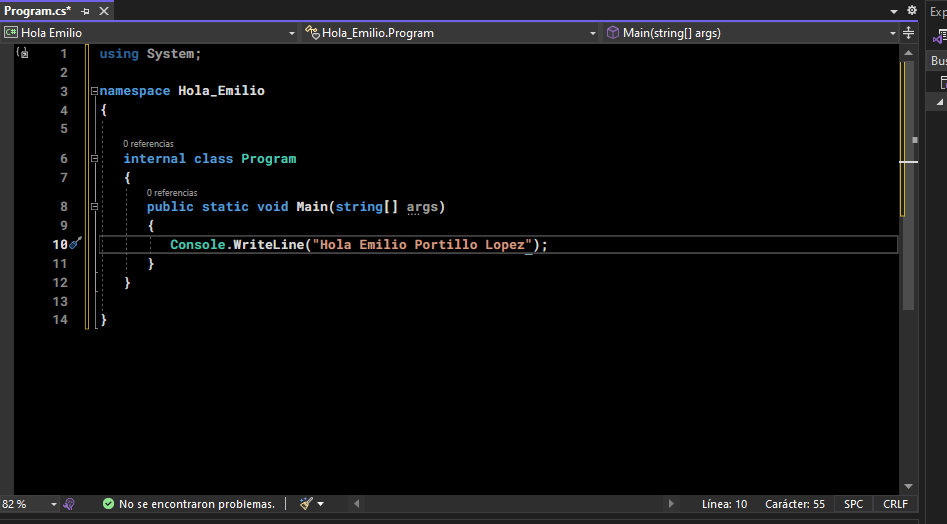 Program.cs*
Exp
Hola Emilio
Hola_Emilio.Program
Main(string[] args)
Bus
1 using System;
2
3 namespace Hola_Emilio
4 {
5
0 referencias
6 internal class Program
7 {
0 referencias
8 public static void Main(string[] args)
9 {
10 Console.WriteLine("Hola Emilio Portillo Lopez");
11 }
12 }
13
14 }
82 % No se encontraron problemas. Línea: 10 Carácter: 55 SPC CRLF